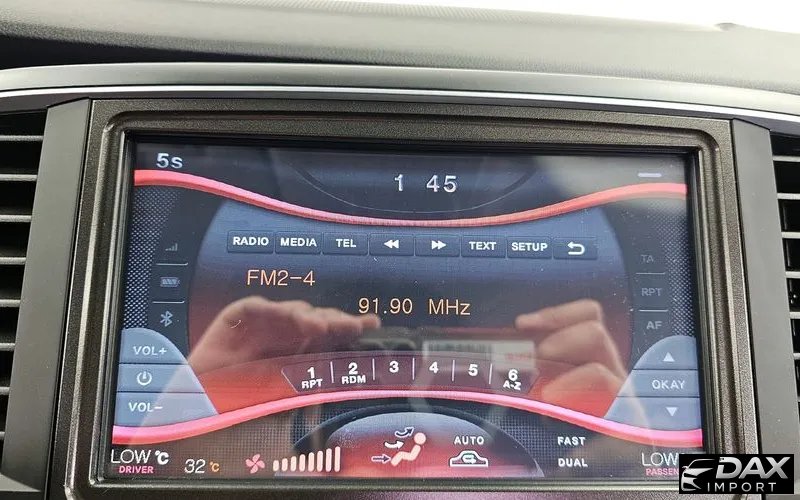 5s
1 45
RADIO MEDIA TEL TEXT SETUP
FM2-4
91.90 MHz
TA
RPT
AF
VOL+
VOL-
1 2 3 4 5 6
RPT RDM A-Z
OKAY
LOW °C
DRIVER
32 °C
AUTO
FAST
DUAL
LOW
PASSEN
DAX
IMPORT